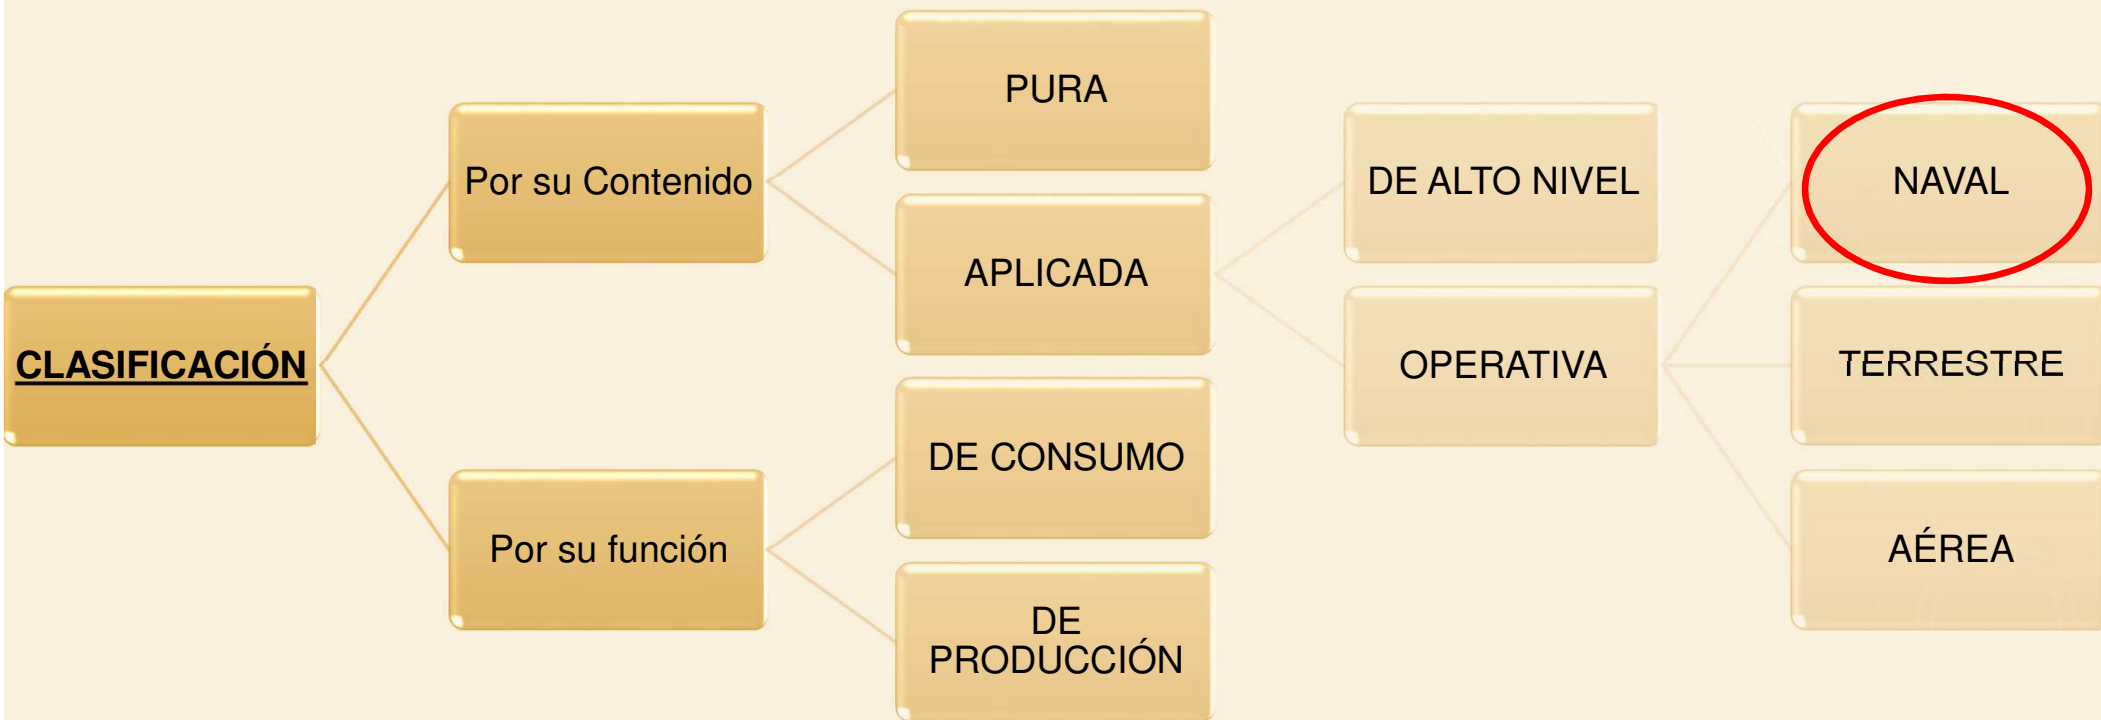 CLASIFICACIÓN
Por su Contenido
PURA
APLICADA
DE ALTO NIVEL
OPERATIVA
NAVAL
TERRESTRE
AÉREA
Por su función
DE CONSUMO
DE
PRODUCCIÓN